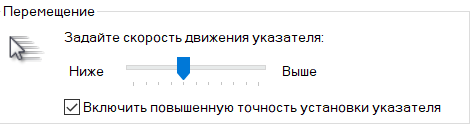 Перемещение
Задайте скорость движения указателя:
Ниже Выше
Включить повышенную точность установки указателя